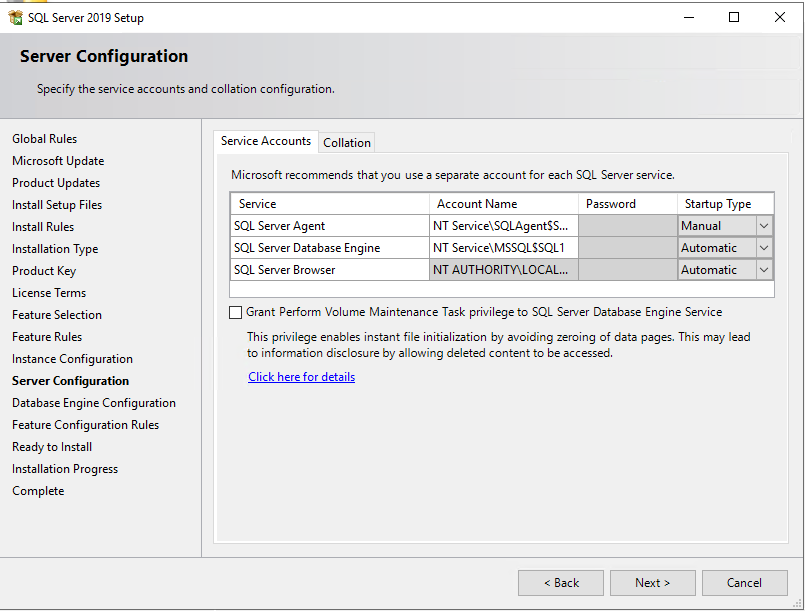 SQL Server 2019 Setup
Server Configuration
Specify the service accounts and collation configuration.
Global Rules
Microsoft Update
Product Updates
Install Setup Files
Install Rules
Installation Type
Product Key
License Terms
Feature Selection
Feature Rules
Instance Configuration
Server Configuration
Database Engine Configuration
Feature Configuration Rules
Ready to Install
Installation Progress
Complete
Service Accounts Collation
Microsoft recommends that you use a separate account for each SQL Server service.
Service Account Name Password Startup Type
SQL Server Agent NT Service\SQLAgent$S... Manual
SQL Server Database Engine NT Service\MSSQL$SQL1 Automatic
SQL Server Browser NT AUTHORITY\LOCAL... Automatic
Grant Perform Volume Maintenance Task privilege to SQL Server Database Engine Service
This privilege enables instant file initialization by avoiding zeroing of data pages. This may lead
to information disclosure by allowing deleted content to be accessed.
Click here for details
< Back Next > Cancel